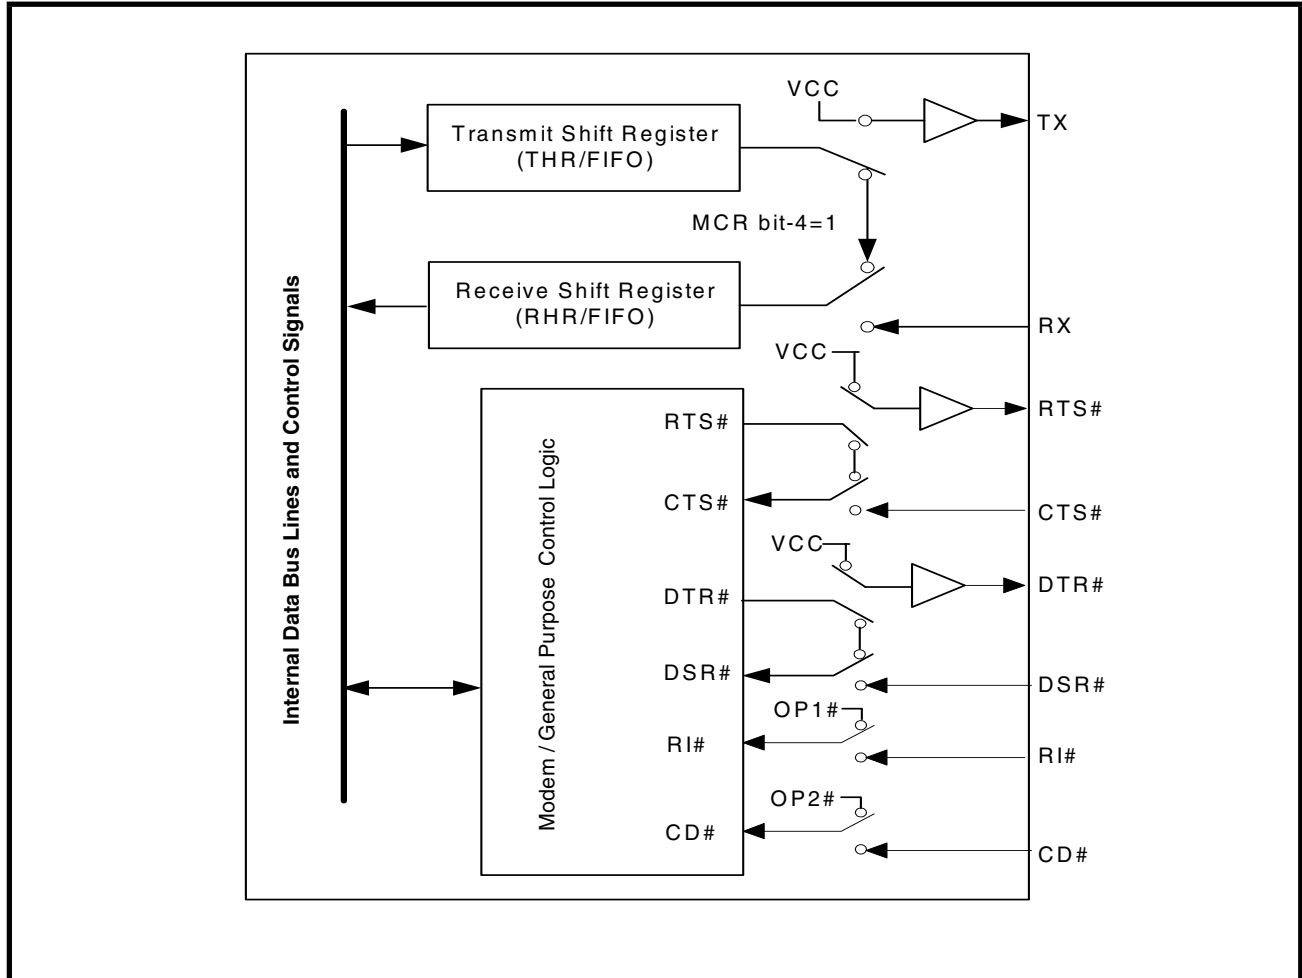 VCC
TX
Transmit Shift Register
(THR/FIFO)
MCR bit-4=1
Receive Shift Register
(RHR/FIFO)
RX
VCC
RTS#
RTS#
CTS#
CTS#
VCC
DTR#
DTR#
DSR#
DSR#
OP1#
RI#
RI#
OP2#
CD#
CD#
Internal Data Bus Lines and Control Signals
Modem / General Purpose Control Logic